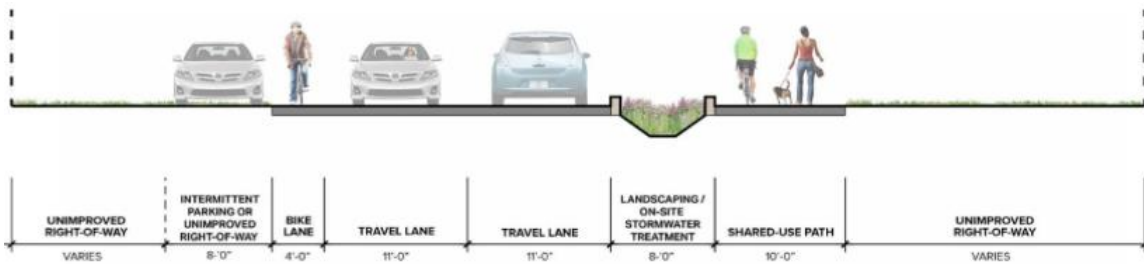 UNIMPROVED
RIGHT-OF-WAY
INTERMITTENT
PARKING OR
UNIMPROVED
RIGHT-OF-WAY
BIKE
LANE
TRAVEL LANE
TRAVEL LANE
LANDSCAPING /
ON-SITE
STORMWATER
TREATMENT
SHARED-USE PATH
UNIMPROVED
RIGHT-OF-WAY
VARIES
8-'0"
4'-0"
11'-0"
11'-0"
8-'0"
10'-0"
VARIES